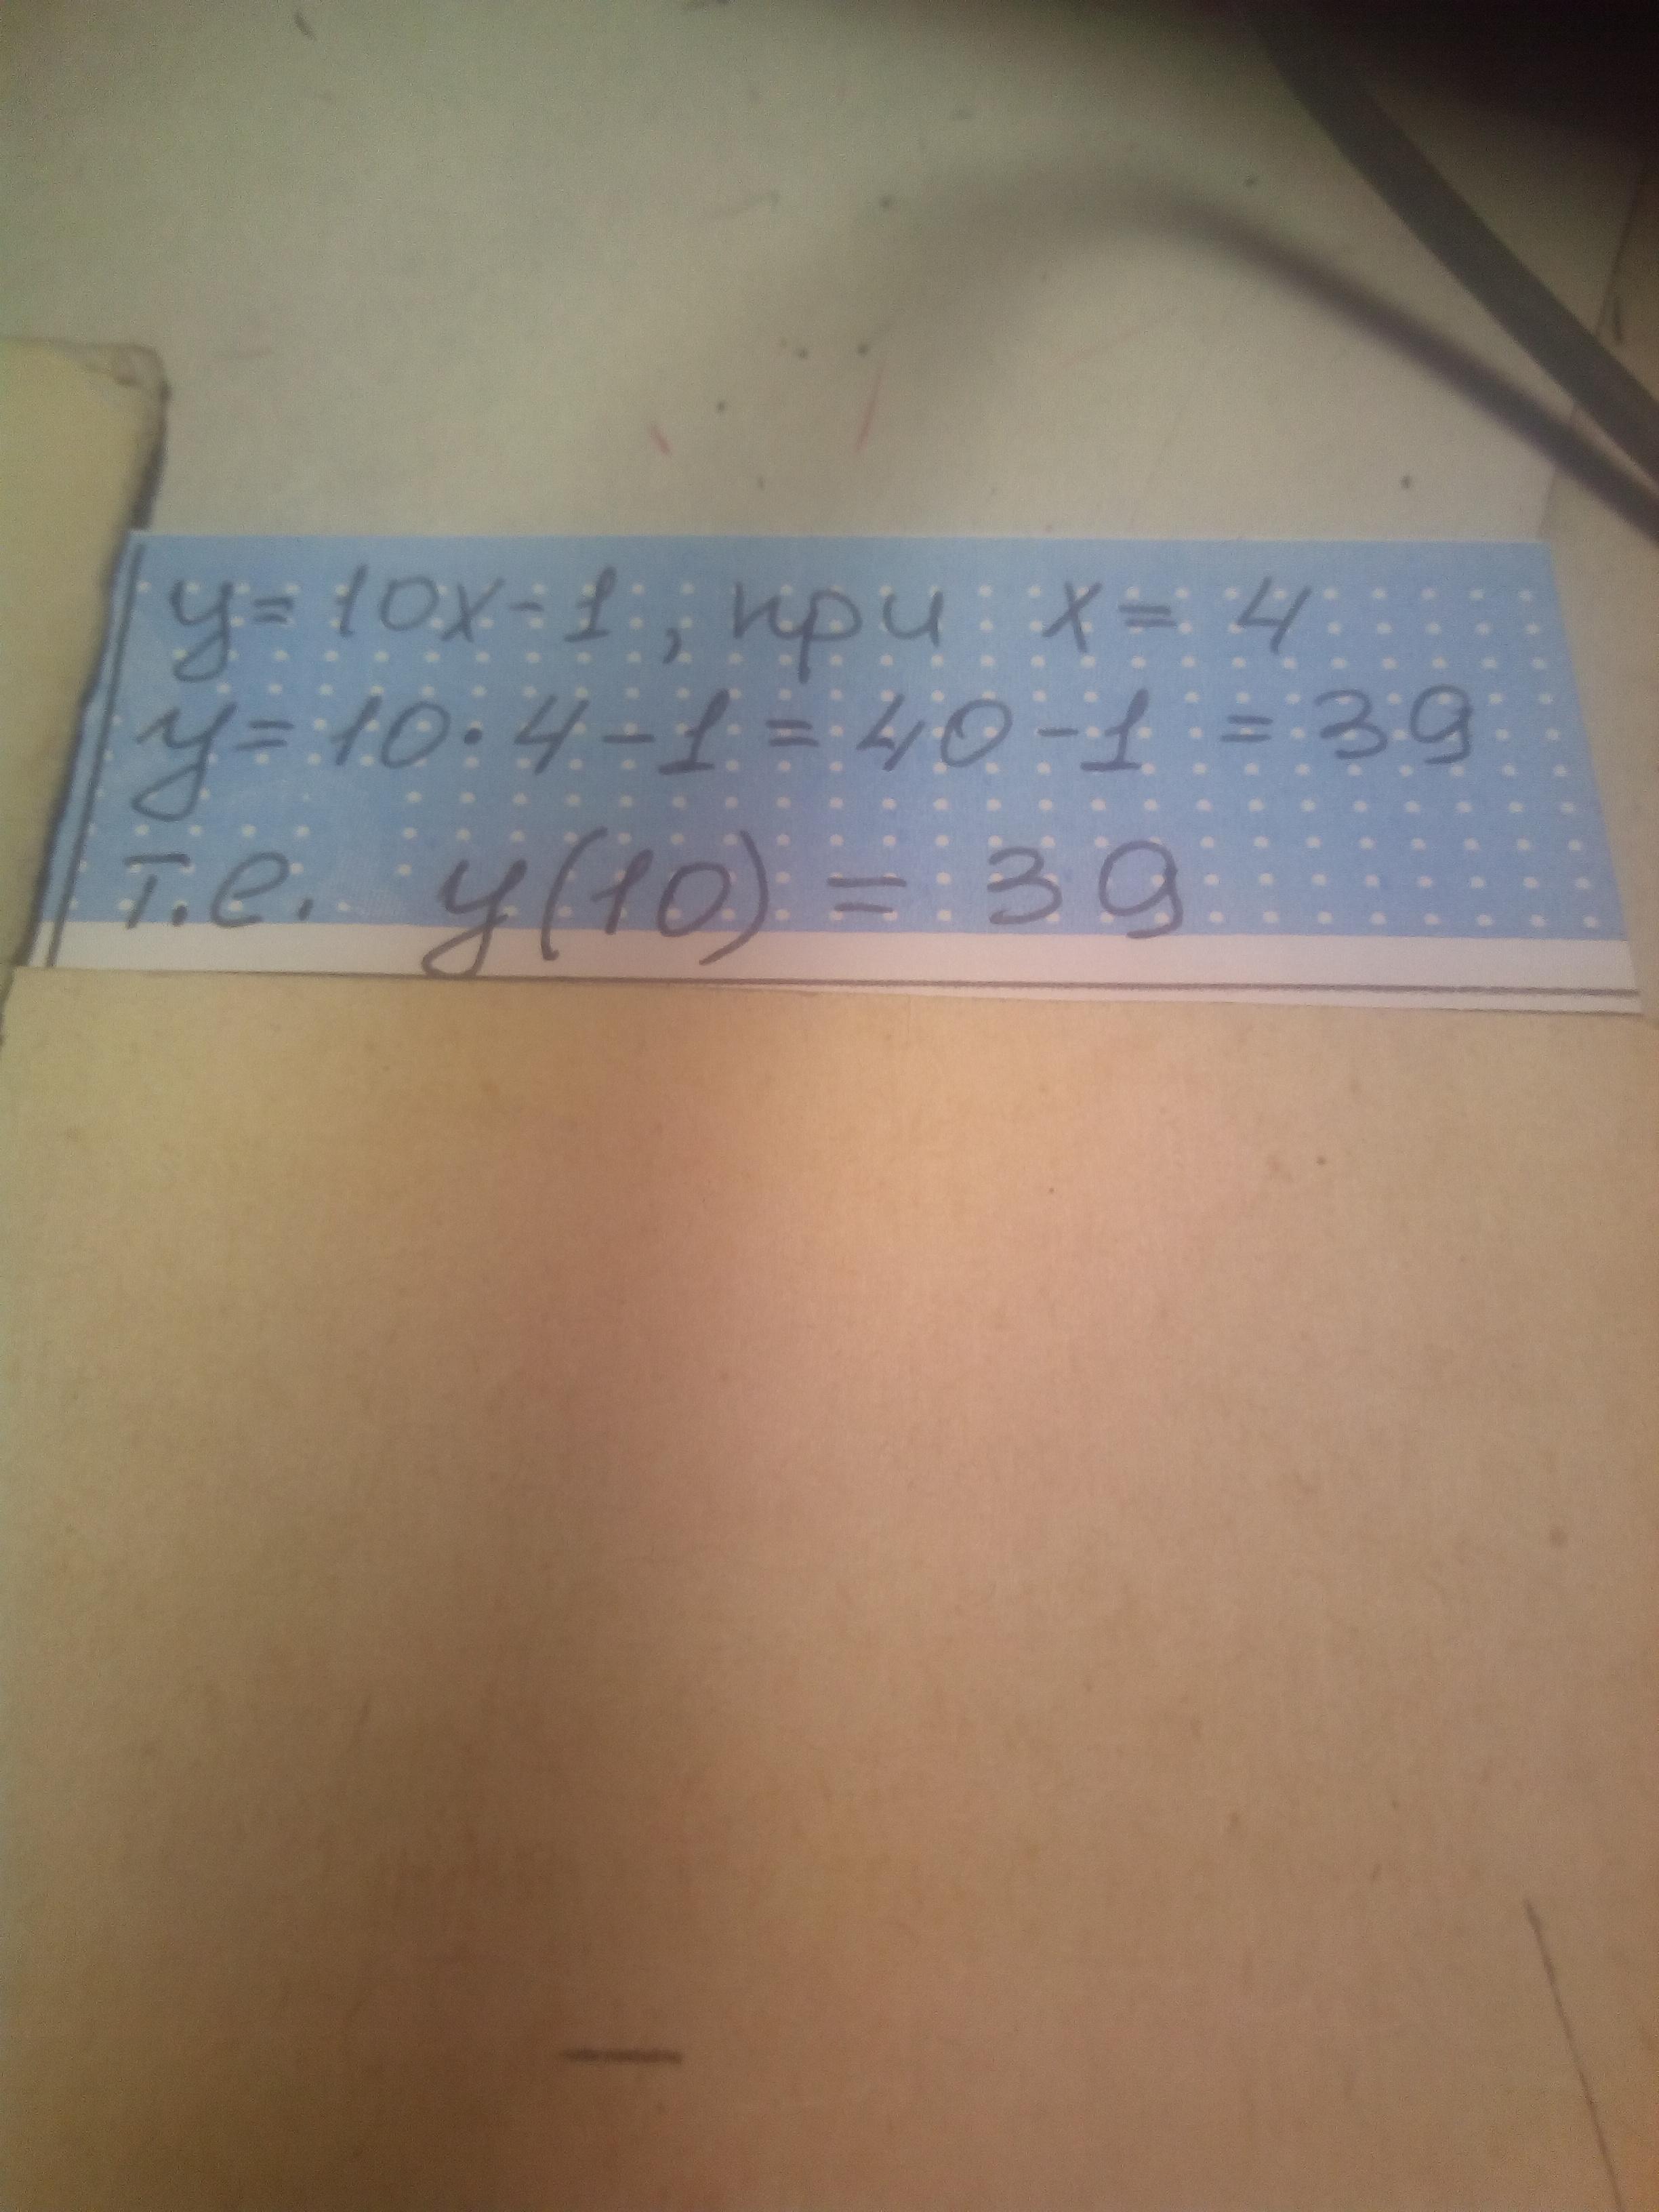 y=10x-1, при x=4
y=10·4-1=40-1=39
т.е. y(10)=39